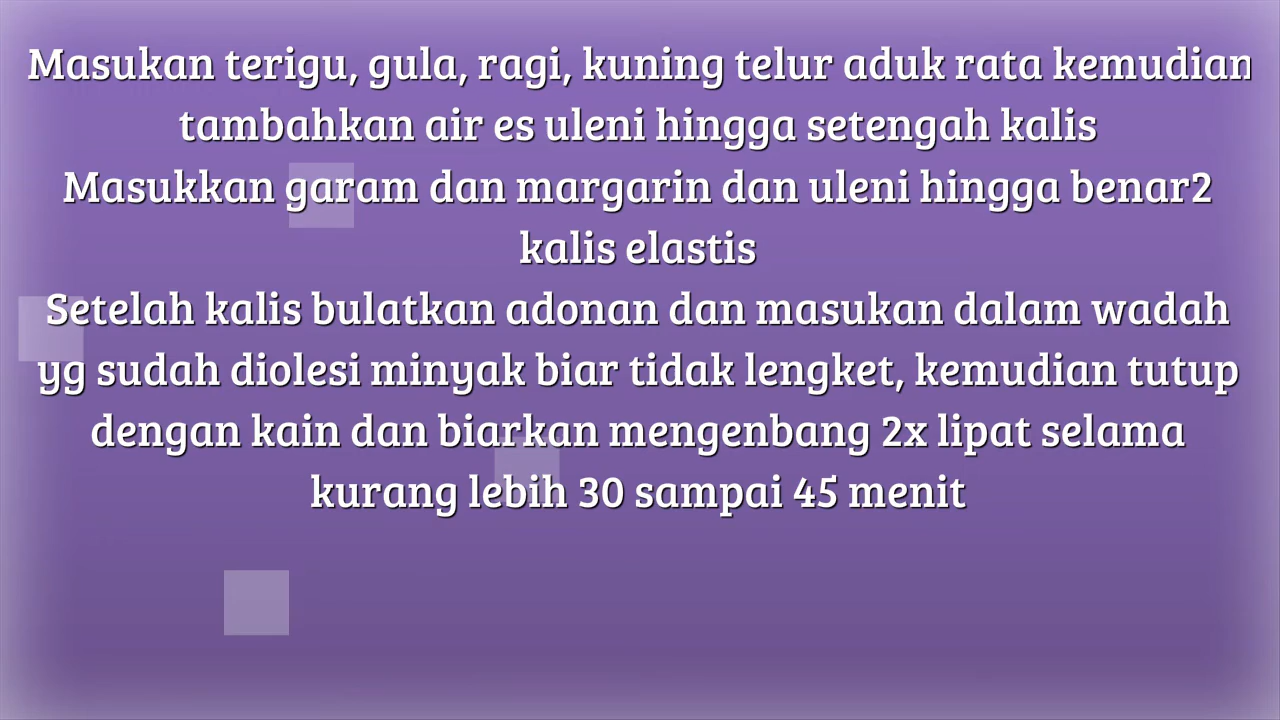 Masukan terigu, gula, ragi, kuning telur aduk rata kemudian
tambahkan air es uleni hingga setengah kalis
Masukkan garam dan margarin dan uleni hingga benar2
kalis elastis
Setelah kalis bulatkan adonan dan masukan dalam wadah
yg sudah diolesi minyak biar tidak lengket, kemudian tutup
dengan kain dan biarkan mengenbang 2x lipat selama
kurang lebih 30 sampai 45 menit